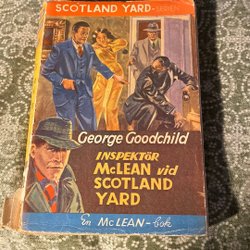 SCOTLAND YARD-SERIEN
George Goodchild
INSPEKTÖR
McLEAN vid
SCOTLAND
YARD
En McLEAN-bok